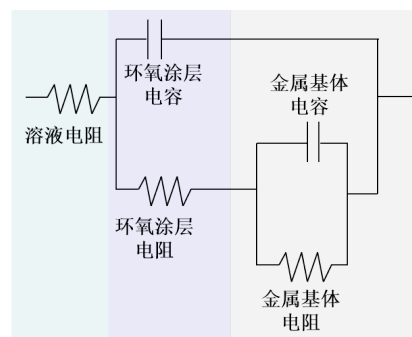 环氧涂层
电容
金属基体
电容
溶液电阻
环氧涂层
电阻
金属基体
电阻